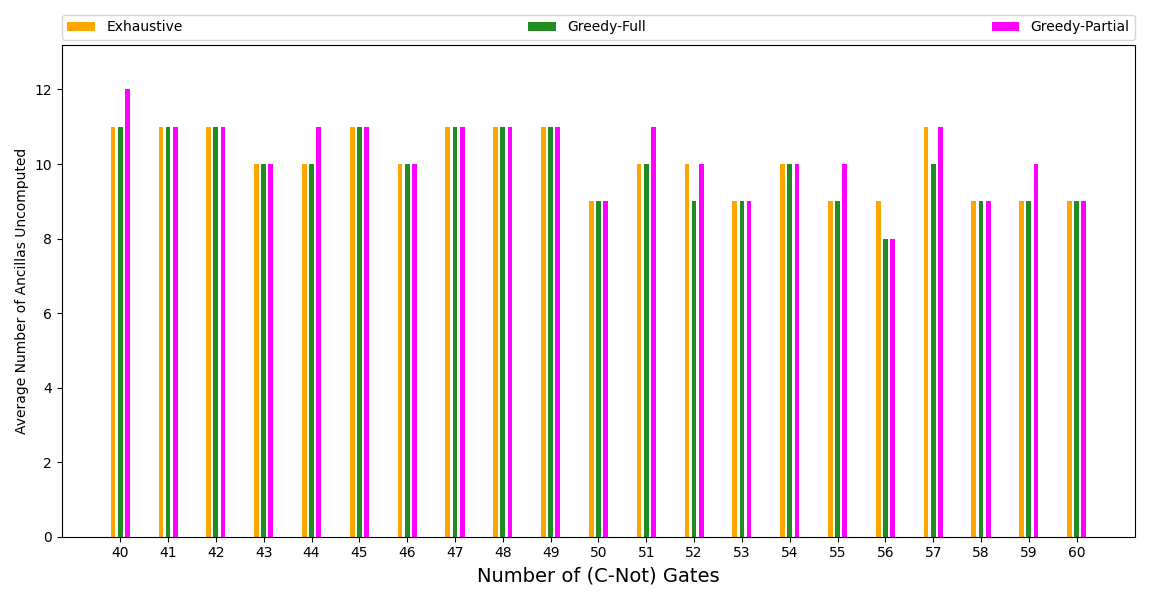 Exhaustive Greedy-Full Greedy-Partial
Average Number of Ancillas Uncomputed
12
10
8
6
4
2
0
40 41 42 43 44 45 46 47 48 49 50 51 52 53 54 55 56 57 58 59 60
Number of (C-Not) Gates